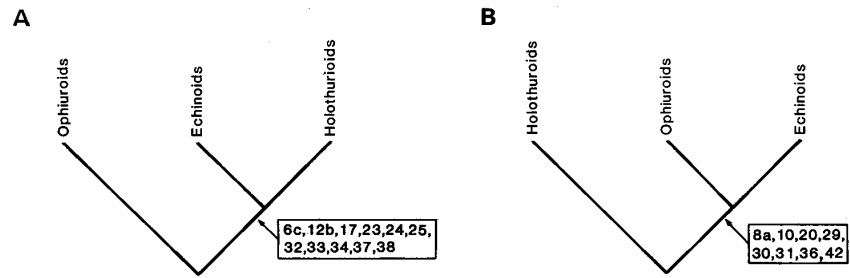 A
Ophiuroids
Echinoids
Holothurioids
6c,12b,17,23,24,25,
32,33,34,37,38
B
Holothuroids
Ophiuroids
Echinoids
8a,10,20,29,
30,31,36,42